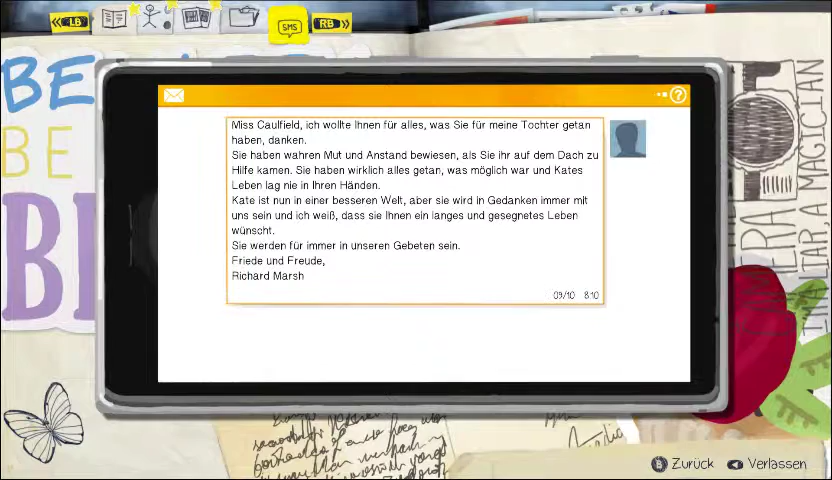 LB
SMS
RB
BE
BE
B
?
Miss Caulfield, ich wollte Ihnen für alles, was Sie für meine Tochter getan
haben, danken.
Sie haben wahren Mut und Anstand bewiesen, als Sie ihr auf dem Dach zu
Hilfe kamen. Sie haben wirklich alles getan, was möglich war und Kates
Leben lag nie in Ihren Händen.
Kate ist nun in einer besseren Welt, aber sie wird in Gedanken immer mit
uns sein und ich weiß, dass sie Ihnen ein langes und gesegnetes Leben
wünscht.
Sie werden für immer in unseren Gebeten sein.
Friede und Freude,
Richard Marsh
09/10 8:10
I'M A
LIAR, A MAGICIAN
B Zurück
Verlassen